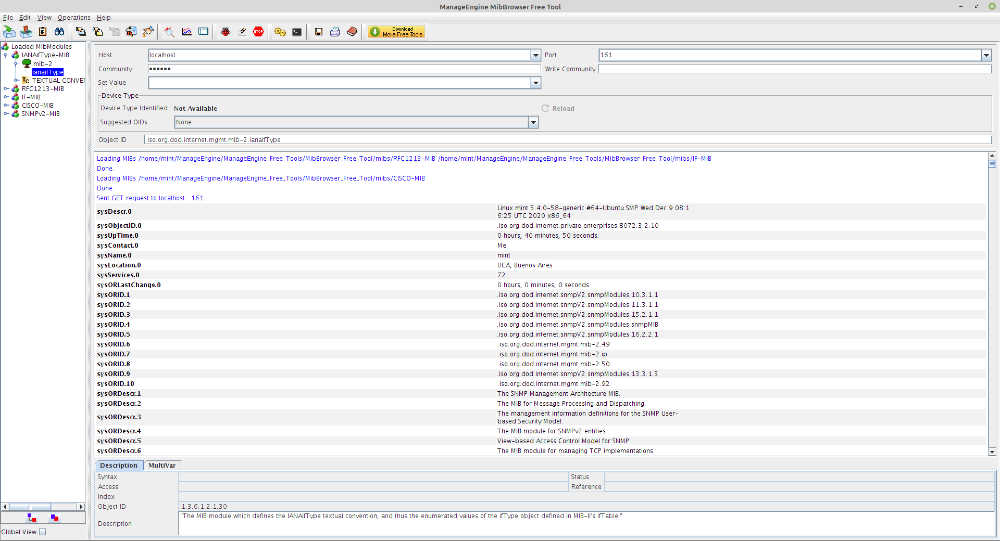 ManageEngine MibBrowser Free Tool
File Edit View Operations Help
STOP
Download
More Free Tools
Loaded MibModules
IANAifType-MIB
mib-2
ianaifType
Tc TEXTUAL CONVEN
RFC1213-MIB
IF-MIB
CISCO-MIB
SNMPv2-MIB
Global View
Host localhost Port 161
Community •••••• Write Community
Set Value
Device Type
Device Type Identified Not Available Reload
Suggested OIDs None
Object ID .iso.org.dod.internet.mgmt.mib-2.ianaifType
Loading MIBs /home/mint/ManageEngine/ManageEngine_Free_Tools/MibBrowser_Free_Tool/mibs/RFC1213-MIB /home/mint/ManageEngine/ManageEngine_Free_Tools/MibBrowser_Free_Tool/mibs/IF-MIB
Done.
Loading MIBs /home/mint/ManageEngine/ManageEngine_Free_Tools/MibBrowser_Free_Tool/mibs/CISCO-MIB
Done.
Sent GET request to localhost : 161
sysDescr.0 Linux mint 5.4.0-58-generic #64-Ubuntu SMP Wed Dec 9 08:1
6:25 UTC 2020 x86_64
sysObjectID.0 .iso.org.dod.internet.private.enterprises.8072.3.2.10
sysUpTime.0 0 hours, 40 minutes, 50 seconds.
sysContact.0 Me
sysName.0 mint
sysLocation.0 UCA, Buenos Aires
sysServices.0 72
sysORLastChange.0 0 hours, 0 minutes, 0 seconds.
sysORID.1 .iso.org.dod.internet.snmpV2.snmpModules.10.3.1.1
sysORID.2 .iso.org.dod.internet.snmpV2.snmpModules.11.3.1.1
sysORID.3 .iso.org.dod.internet.snmpV2.snmpModules.15.2.1.1
sysORID.4 .iso.org.dod.internet.snmpV2.snmpModules.snmpMIB
sysORID.5 .iso.org.dod.internet.snmpV2.snmpModules.16.2.2.1
sysORID.6 .iso.org.dod.internet.mgmt.mib-2.49
sysORID.7 .iso.org.dod.internet.mgmt.mib-2.ip
sysORID.8 .iso.org.dod.internet.mgmt.mib-2.50
sysORID.9 .iso.org.dod.internet.snmpV2.snmpModules.13.3.1.3
sysORID.10 .iso.org.dod.internet.mgmt.mib-2.92
sysORDescr.1 The SNMP Management Architecture MIB.
sysORDescr.2 The MIB for Message Processing and Dispatching.
sysORDescr.3 The management information definitions for the SNMP User-
based Security Model.
sysORDescr.4 The MIB module for SNMPv2 entities
sysORDescr.5 View-based Access Control Model for SNMP.
sysORDescr.6 The MIB module for managing TCP implementations
Description MultiVar
Syntax Status
Access Reference
Index
Object ID .1.3.6.1.2.1.30
Description "The MIB module which defines the IANAifType textual convention, and thus the enumerated values of the ifType object defined in MIB-II's ifTable."